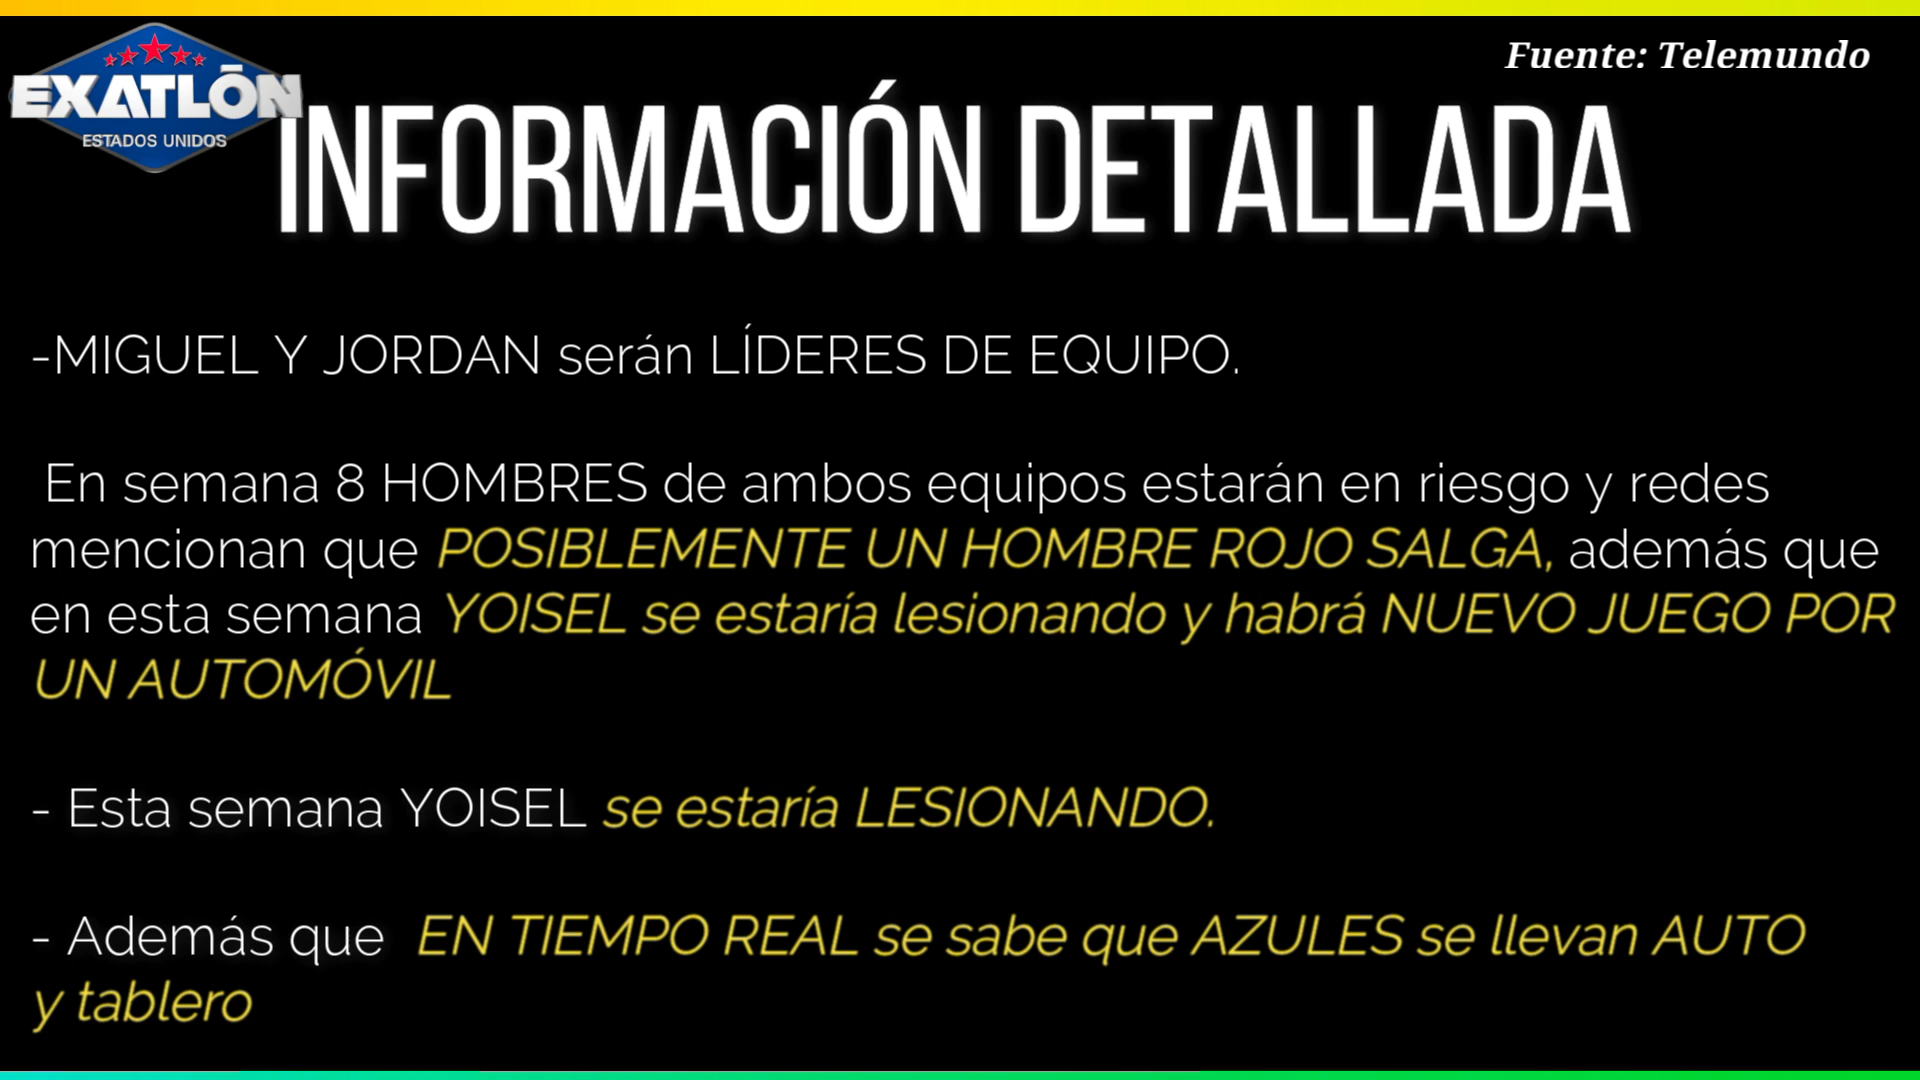 EXATLÓN
ESTADOS UNIDOS
Fuente: Telemundo
INFORMACIÓN DETALLADA
-MIGUEL Y JORDAN serán LÍDERES DE EQUIPO.
En semana 8 HOMBRES de ambos equipos estarán en riesgo y redes
mencionan que POSIBLEMENTE UN HOMBRE ROJO SALGA, además que
en esta semana YOISEL se estaría lesionando y habrá NUEVO JUEGO POR
UN AUTOMÓVIL
- Esta semana YOISEL se estaría LESIONANDO.
- Además que EN TIEMPO REAL se sabe que AZULES se llevan AUTO
y tablero